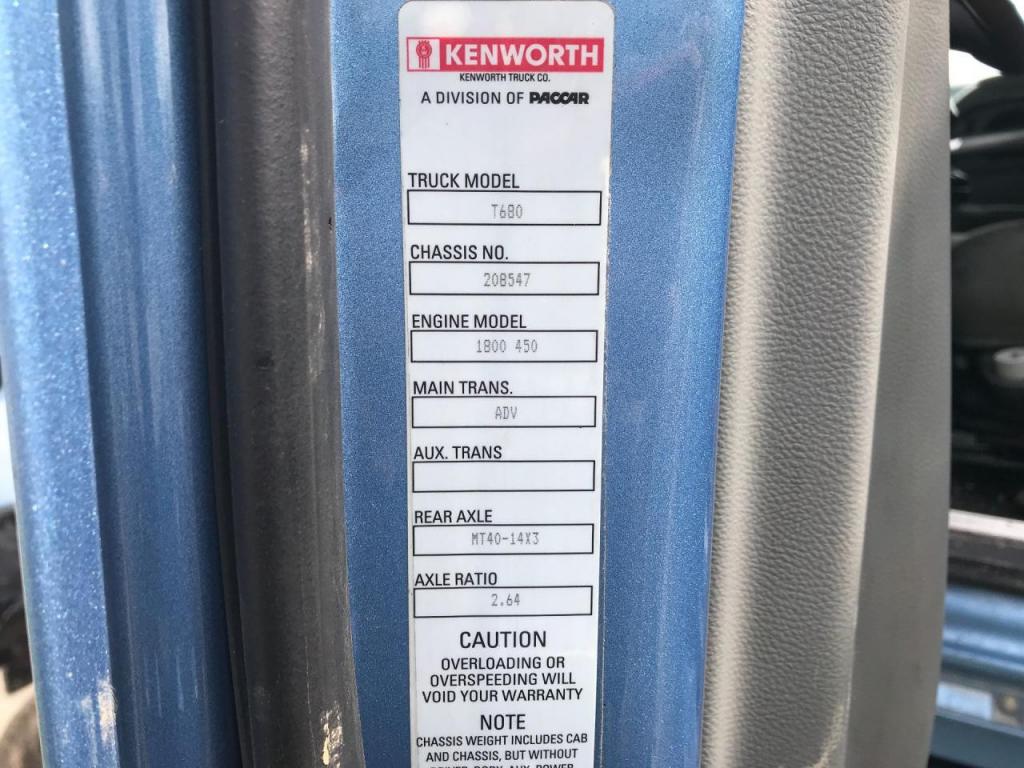 KENWORTH
KENWORTH TRUCK CO.
A DIVISION OF PACCAR
TRUCK MODEL
T680
CHASSIS NO.
208547
ENGINE MODEL
1800 450
MAIN TRANS.
ADV
AUX. TRANS
REAR AXLE
MT40-14X3
AXLE RATIO
2.64
CAUTION
OVERLOADING OR
OVERSPEEDING WILL
VOID YOUR WARRANTY
NOTE
CHASSIS WEIGHT INCLUDES CAB
AND CHASSIS, BUT WITHOUT